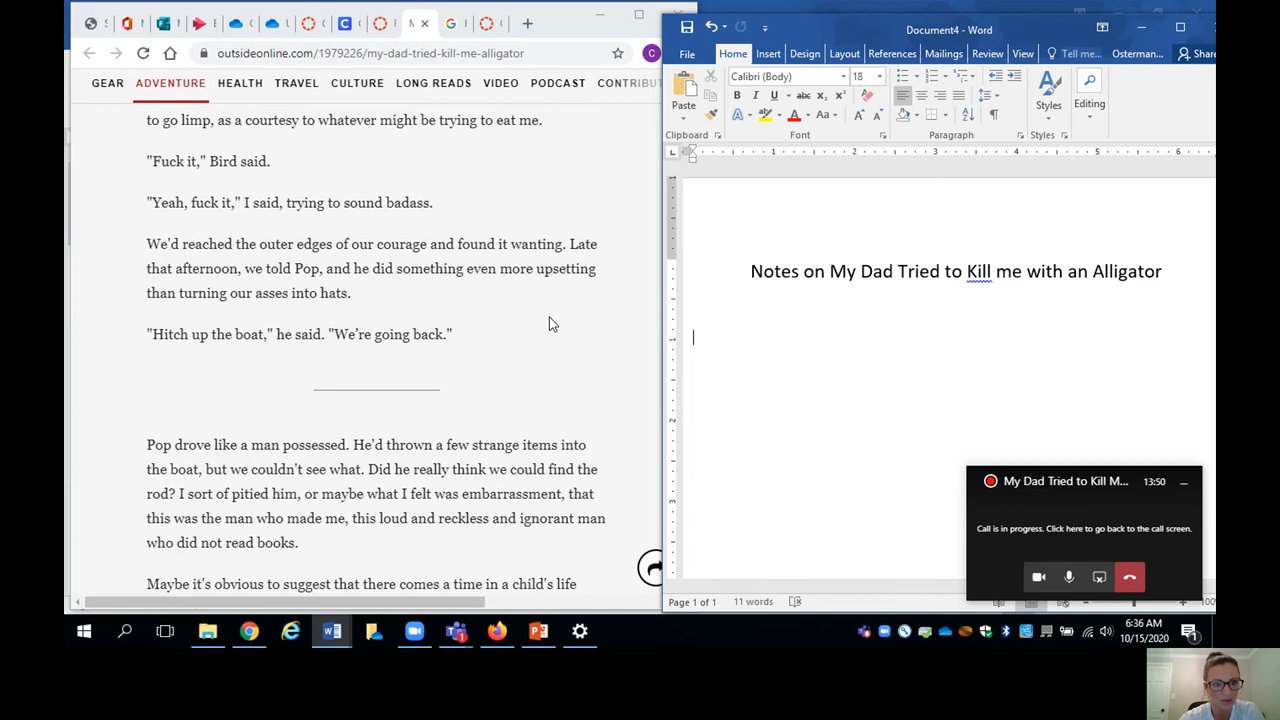 outsideonline.com/1979226/my-dad-tried-kill-me-alligator
C
GEAR ADVENTURE HEALTH TRAVEL CULTURE LONG READS VIDEO PODCAST
to go limp, as a courtesy to whatever might be trying to eat me.
"Fuck it," Bird said.
"Yeah, fuck it," I said, trying to sound badass.
We'd reached the outer edges of our courage and found it wanting. Late
that afternoon, we told Pop, and he did something even more upsetting
than turning our asses into hats.
"Hitch up the boat," he said. "We're going back."
Pop drove like a man possessed. He'd thrown a few strange items into
the boat, but we couldn't see what. Did he really think we could find the
rod? I sort of pitied him, or maybe what I felt was embarrassment, that
this was the man who made me, this loud and reckless and ignorant man
who did not read books.
Maybe it's obvious to suggest that there comes a time in a child's life
Document4 - Word
File Home Insert Design Layout References Mailings Review View Tell me... Osterman... Share
Calibri (Body) 18
Paste
B I U abc X₂ X²
Styles Editing
Clipboard Font Paragraph Styles
1 2 3 4 5 6
Notes on My Dad Tried to Kill me with an Alligator
My Dad Tried to Kill M... 13:50
Call is in progress. Click here to go back to the call screen.
Page 1 of 1 11 words
6:36 AM
10/15/2020